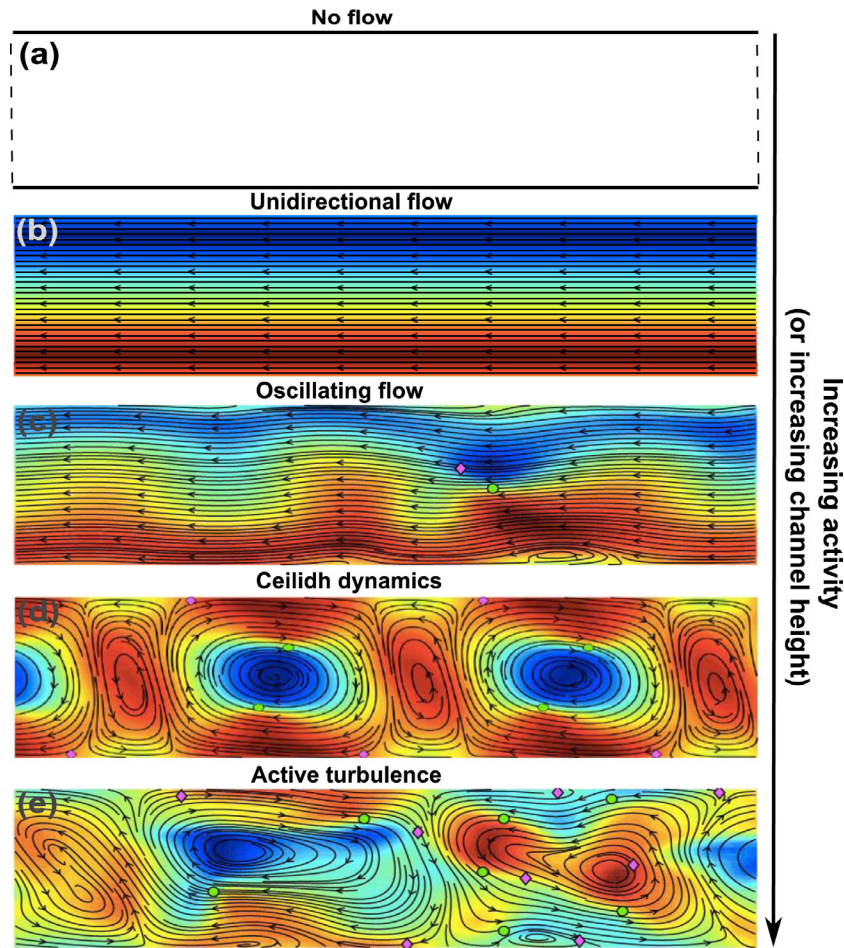 No flow
(a)
Unidirectional flow
(b)
Oscillating flow
(c)
Ceilidh dynamics
(d)
Active turbulence
(e)
Increasing activity
(or increasing channel height)